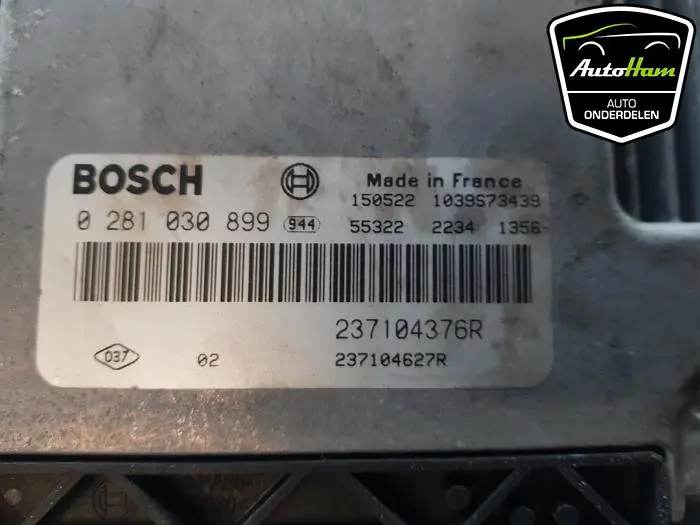 AutoHam
AUTO
ONDERDELEN
BOSCH
Made in France
150522 1039S73439
0 281 030 899 944 55322 2234 1356-
237104376R
037 02 237104627R